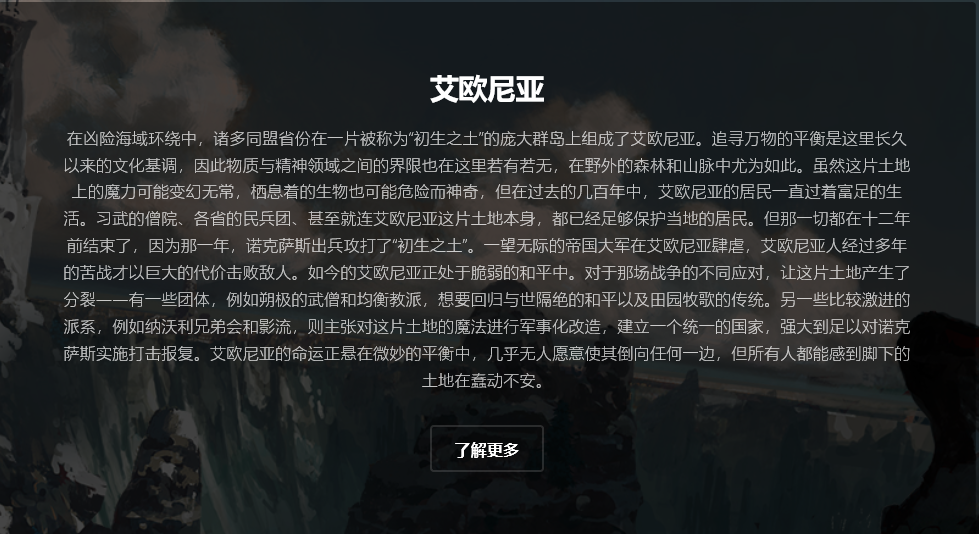 艾欧尼亚
在凶险海域环绕中，诸多同盟省份在一片被称为“初生之土”的庞大群岛上组成了艾欧尼亚。追寻万物的平衡是这里长久
以来的文化基调，因此物质与精神领域之间的界限也在这里若有若无，在野外的森林和山脉中尤为如此。虽然这片土地
上的魔力可能变幻无常，栖息着的生物也可能危险而神奇，但在过去的几百年中，艾欧尼亚的居民一直过着富足的生
活。习武的僧院、各省的民兵团、甚至就连艾欧尼亚这片土地本身，都已经足够保护当地的居民。但那一切都在十二年
前结束了，因为那一年，诺克萨斯出兵攻打了“初生之土”。一望无际的帝国大军在艾欧尼亚肆虐，艾欧尼亚人经过多年
的苦战才以巨大的代价击败敌人。如今的艾欧尼亚正处于脆弱的和平中。对于那场战争的不同应对，让这片土地产生了
分裂——有一些团体，例如朔极的武僧和均衡教派，想要回归与世隔绝的和平以及田园牧歌的传统。另一些比较激进的
派系，例如纳沃利兄弟会和影流，则主张对这片土地的魔法进行军事化改造，建立一个统一的国家，强大到足以对诺克
萨斯实施打击报复。艾欧尼亚的命运正悬在微妙的平衡中，几乎无人愿意使其倒向任何一边，但所有人都能感到脚下的
土地在蠢动不安。
了解更多